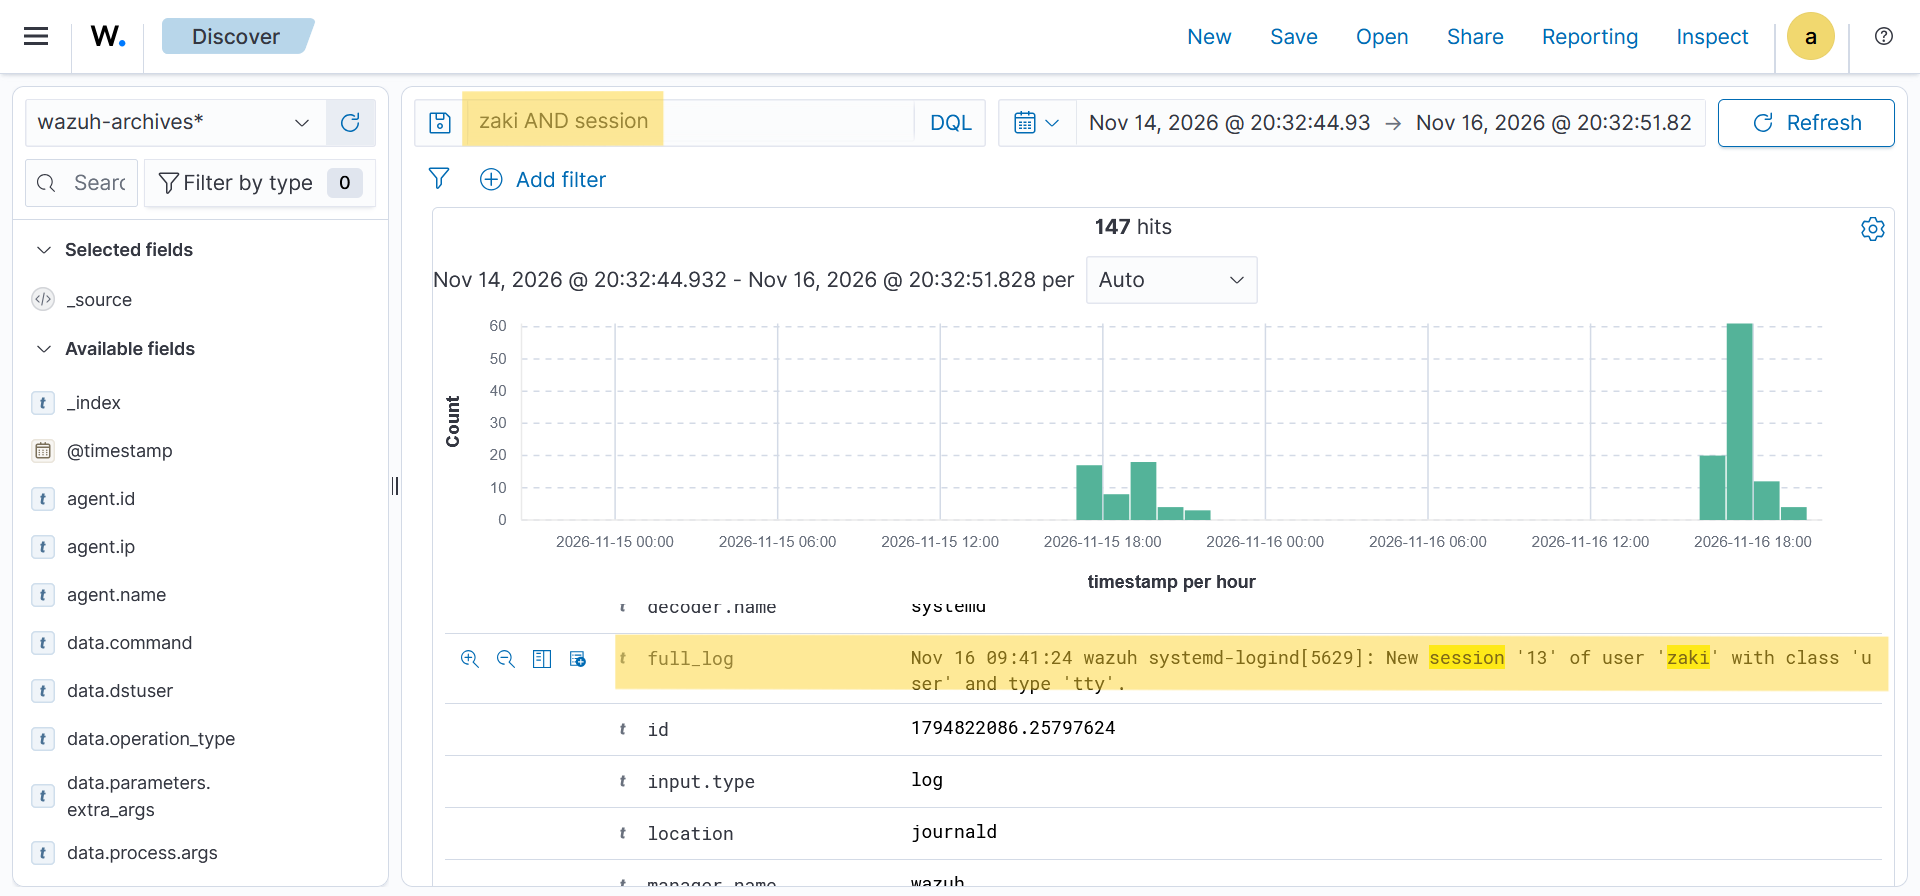 W.
Discover
New
Save
Open
Share
Reporting
Inspect
a
wazuh-archives*
zaki AND session
DQL
Nov 14, 2026 @ 20:32:44.93 → Nov 16, 2026 @ 20:32:51.82
Refresh
Searc
Filter by type 0
Add filter
Selected fields
_source
Available fields
_index
@timestamp
agent.id
agent.ip
agent.name
data.command
data.dstuser
data.operation_type
data.parameters.
extra_args
data.process.args
147 hits
Nov 14, 2026 @ 20:32:44.932 - Nov 16, 2026 @ 20:32:51.828 per Auto
Count
60
50
40
30
20
10
0
2026-11-15 00:00
2026-11-15 06:00
2026-11-15 12:00
2026-11-15 18:00
2026-11-16 00:00
2026-11-16 06:00
2026-11-16 12:00
2026-11-16 18:00
timestamp per hour
t decoder.name systemd
t full_log Nov 16 09:41:24 wazuh systemd-logind[5629]: New session '13' of user 'zaki' with class 'u
ser' and type 'tty'.
t id 1794822086.25797624
t input.type log
t location journald
t manager.name wazuh